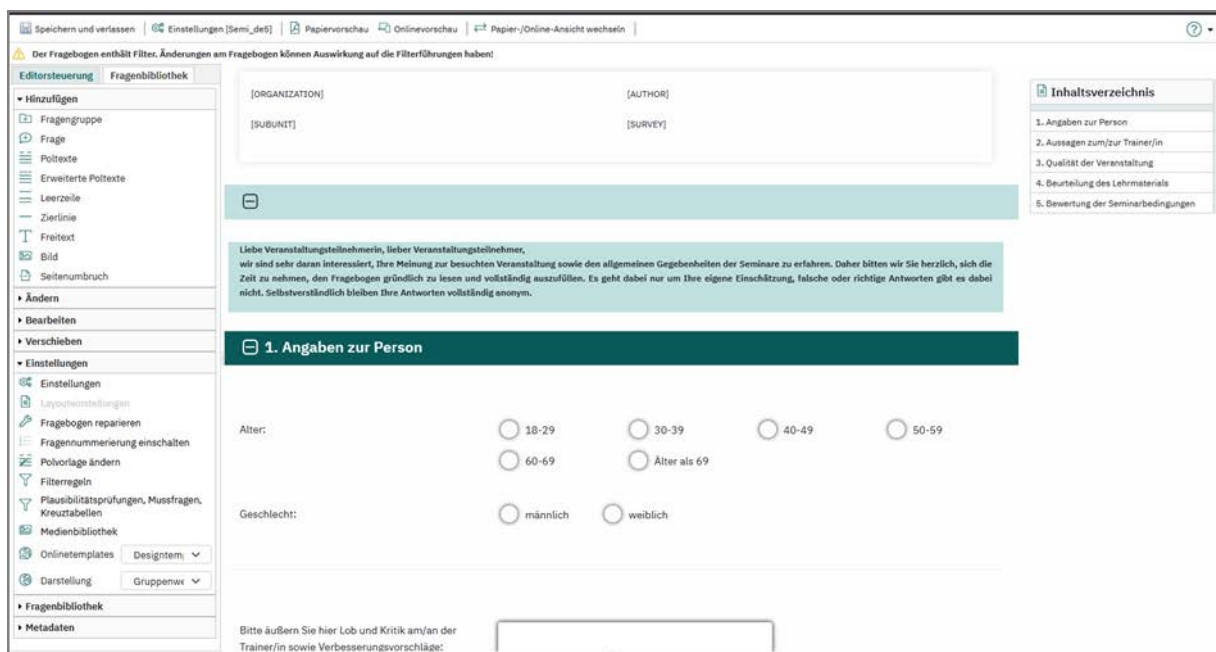 Speichern und verlassen | Einstellungen [Semi_de5] | Papiervorschau Onlinevorschau | Papier-/Online-Ansicht wechseln |
Der Fragebogen enthält Filter. Änderungen am Fragebogen können Auswirkung auf die Filterführungen haben!
Editorsteuerung Fragenbibliothek
Hinzufügen
Fragengruppe
Frage
Poltexte
Erweiterte Poltexte
Leerzeile
Zierlinie
Freitext
Bild
Seitenumbruch
Ändern
Bearbeiten
Verschieben
Einstellungen
Einstellungen
Layouteinstellungen
Fragebogen reparieren
Fragennummerierung einschalten
Polvorlage ändern
Filterregeln
Plausibilitätsprüfungen, Mussfragen,
Kreuztabellen
Medienbibliothek
Onlinetemplates Designtem
Darstellung Gruppenwe
Fragenbibliothek
Metadaten
[ORGANIZATION] [AUTHOR]
[SUBUNIT] [SURVEY]
Liebe Veranstaltungsteilnehmerin, lieber Veranstaltungsteilnehmer,
wir sind sehr daran interessiert, Ihre Meinung zur besuchten Veranstaltung sowie den allgemeinen Gegebenheiten der Seminare zu erfahren. Daher bitten wir Sie herzlich, sich die
Zeit zu nehmen, den Fragebogen gründlich zu lesen und vollständig auszufüllen. Es geht dabei nur um Ihre eigene Einschätzung, falsche oder richtige Antworten gibt es dabei
nicht. Selbstverständlich bleiben Ihre Antworten vollständig anonym.
1. Angaben zur Person
Alter: 18-29 30-39 40-49 50-59
60-69 Älter als 69
Geschlecht: männlich weiblich
Bitte äußern Sie hier Lob und Kritik am/an der
Trainer/in sowie Verbesserungsvorschläge:
Inhaltsverzeichnis
1. Angaben zur Person
2. Aussagen zum/zur Trainer/in
3. Qualität der Veranstaltung
4. Beurteilung des Lehrmaterials
5. Bewertung der Seminarbedingungen